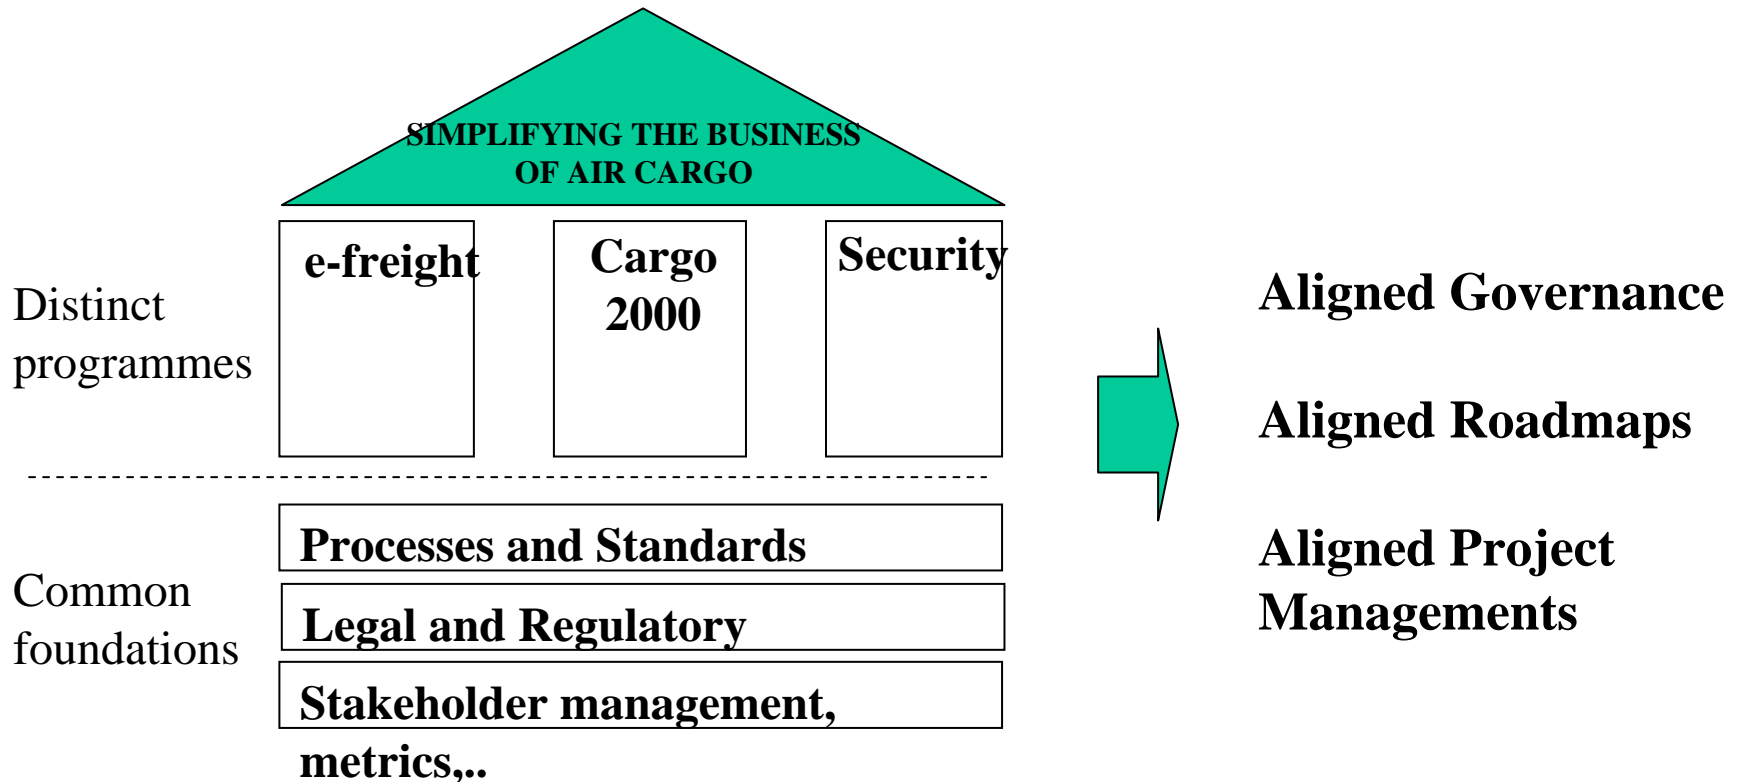 SIMPLIFYING THE BUSINESS
OF AIR CARGO
Distinct
programmes
e-freight
Cargo
2000
Security
Common
foundations
Processes and Standards
Legal and Regulatory
Stakeholder management,
metrics,..
Aligned Governance
Aligned Roadmaps
Aligned Project
Managements